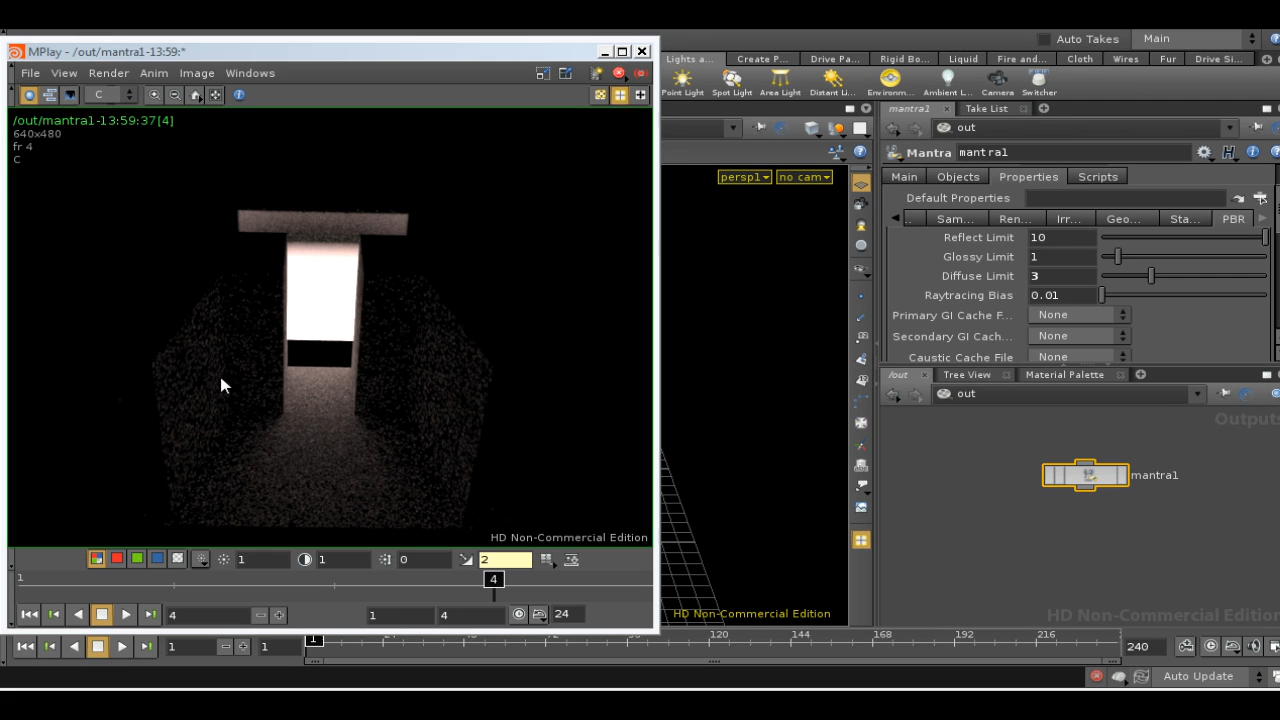 MPlay - /out/mantra1-13:59:*
File View Render Anim Image Windows
C
/out/mantra1-13:59:37[4]
640x480
fr 4
C
HD Non-Commercial Edition
1 1 0 2
1
4
4 1 4 24
Auto Takes Main
Lights a... Create P... Drive Pa... Rigid Bo... Liquid Fire and... Cloth Wires Fur Drive Si...
Point Light Spot Light Area Light Distant Li... Environm... Ambient L... Camera Switcher
mantra1 Take List
out
Mantra mantra1
Main Objects Properties Scripts
Default Properties
.. Sam... Ren... Irr... Geo... Sta... PBR
Reflect Limit 10
Glossy Limit 1
Diffuse Limit 3
Raytracing Bias 0.01
Primary GI Cache F... None
Secondary GI Cach... None
Caustic Cache File None
persp1 no cam
HD Non-Commercial Edition
/out Tree View Material Palette
out
Outputs
mantra1
HD Non-Commercial Edition
1 1 1 24 72 120 144 168 192 216 240
Auto Update